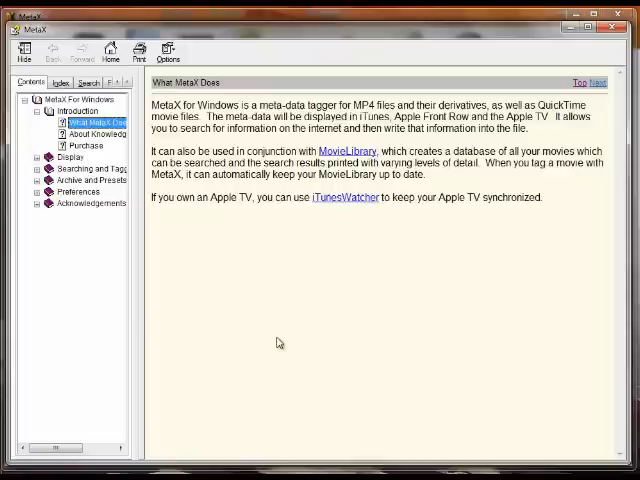 MetaX
MetaX
Hide Back Forward Home Print Options
Contents Index Search
MetaX For Windows
Introduction
What MetaX Doe
About Knowledg
Purchase
Display
Searching and Tagg
Archive and Presets
Preferences
Acknowledgements
What MetaX Does Top Next
MetaX for Windows is a meta-data tagger for MP4 files and their derivatives, as well as QuickTime
movie files. The meta-data will be displayed in iTunes, Apple Front Row and the Apple TV. It allows
you to search for information on the internet and then write that information into the file.
It can also be used in conjunction with MovieLibrary, which creates a database of all your movies which
can be searched and the search results printed with varying levels of detail. When you tag a movie with
MetaX, it can automatically keep your MovieLibrary up to date.
If you own an Apple TV, you can use iTunesWatcher to keep your Apple TV synchronized.